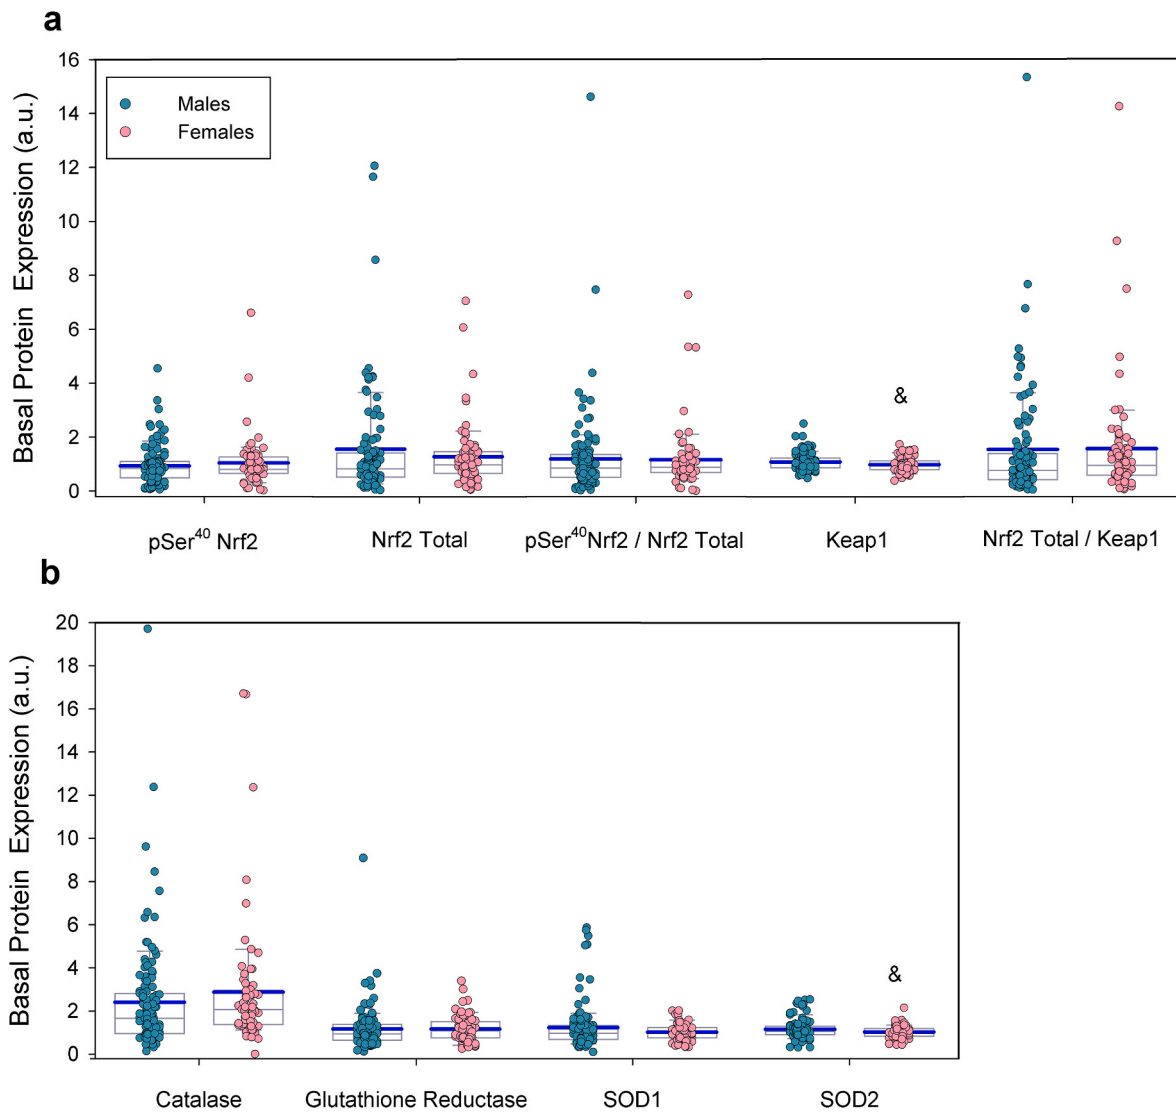 a
Basal Protein Expression (a.u.)
16
14
12
10
8
6
4
2
0
Males
Females
&
pSer⁴⁰ Nrf2
Nrf2 Total
pSer⁴⁰Nrf2 / Nrf2 Total
Keap1
Nrf2 Total / Keap1
b
Basal Protein Expression (a.u.)
20
18
16
14
12
10
8
6
4
2
0
&
Catalase
Glutathione Reductase
SOD1
SOD2